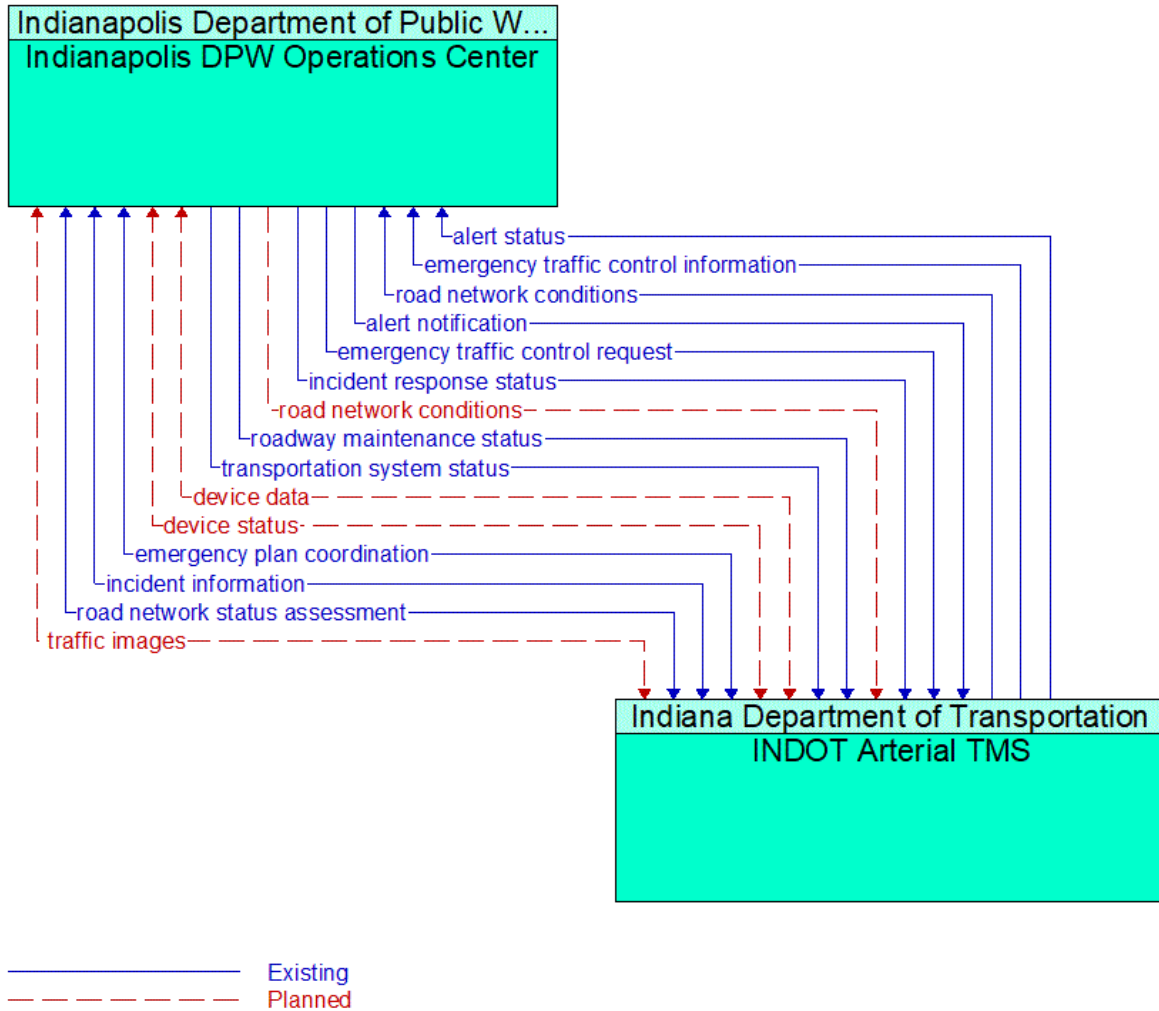 Indianapolis Department of Public W...
Indianapolis DPW Operations Center
alert status
emergency traffic control information
road network conditions
alert notification
emergency traffic control request
incident response status
road network conditions
roadway maintenance status
transportation system status
device data
device status
emergency plan coordination
incident information
road network status assessment
traffic images
Indiana Department of Transportation
INDOT Arterial TMS
Existing
Planned